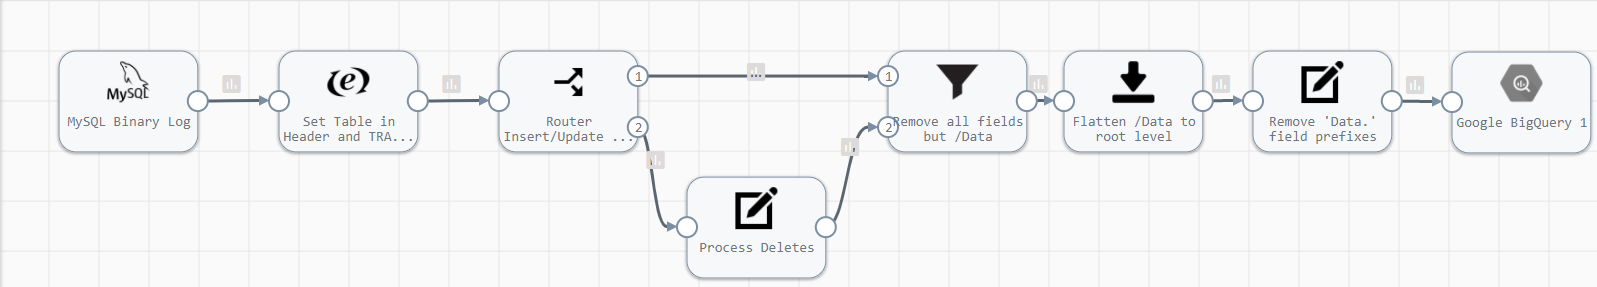 MySQL
MySQL Binary Log
Set Table in
Header and TRA...
Router
Insert/Update ...
1
2
...
Process Deletes
1
2
Remove all fields
but /Data
Flatten /Data to
root level
Remove 'Data.'
field prefixes
Google BigQuery 1